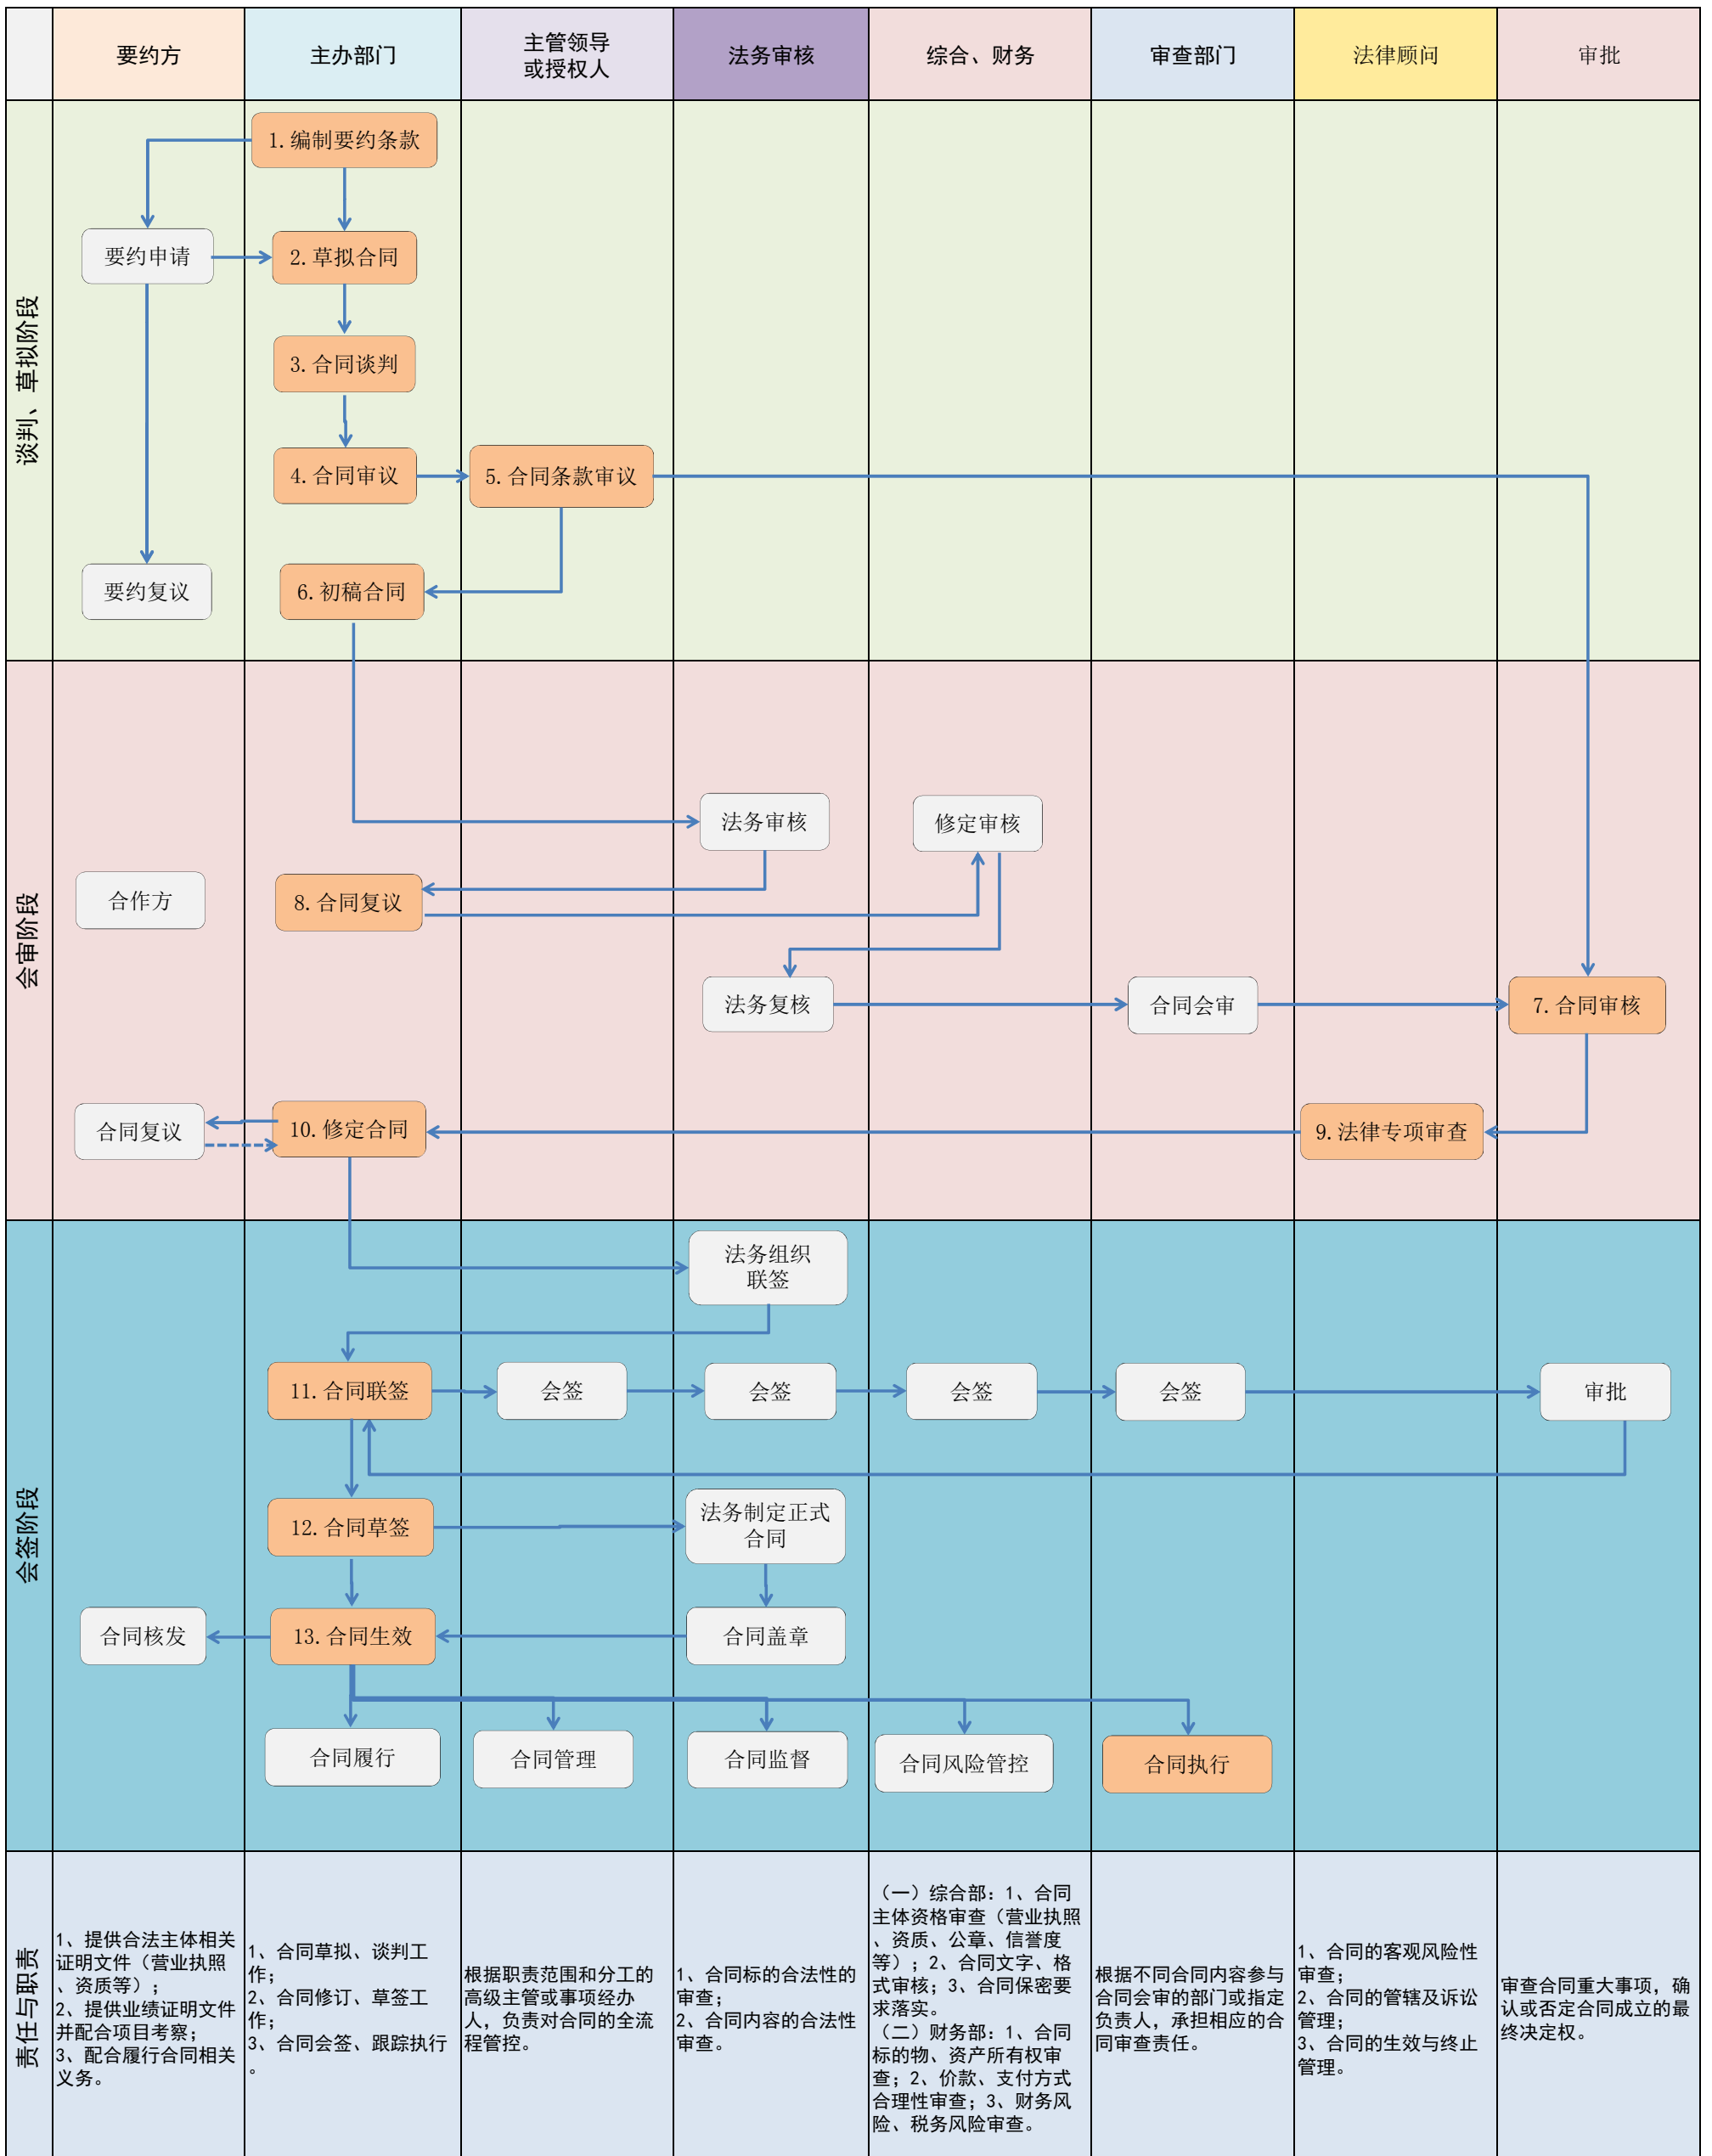 要约方
主办部门
主管领导
或授权人
法务审核
综合、财务
审查部门
法律顾问
审批
谈判、草拟阶段
1.编制要约条款
要约申请
2.草拟合同
3.合同谈判
4.合同审议
5.合同条款审议
要约复议
6.初稿合同
会审阶段
法务审核
修定审核
合作方
8.合同复议
法务复核
合同会审
7.合同审核
合同复议
10.修定合同
9.法律专项审查
会签阶段
法务组织
联签
11.合同联签
会签
会签
会签
会签
审批
12.合同草签
法务制定正式
合同
合同核发
13.合同生效
合同盖章
合同履行
合同管理
合同监督
合同风险管控
合同执行
责任与职责
1、提供合法主体相关
证明文件（营业执照
、资质等）；
2、提供业绩证明文件
并配合项目考察；
3、配合履行合同相关
义务。
1、合同草拟、谈判工
作；
2、合同修订、草签工
作；
3、合同会签、跟踪执行
。
根据职责范围和分工的
高级主管或事项经办
人，负责对合同的全流
程管控。
1、合同标的合法性的
审查；
2、合同内容的合法性
审查。
（一）综合部：1、合同
主体资格审查（营业执照
、资质、公章、信誉度
等）；2、合同文字、格
式审核；3、合同保密要
求落实。
（二）财务部：1、合同
标的物、资产所有权审
查；2、价款、支付方式
合理性审查；3、财务风
险、税务风险审查。
根据不同合同内容参与
合同会审的部门或指定
负责人，承担相应的合
同审查责任。
1、合同的客观风险性
审查；
2、合同的管辖及诉讼
管理；
3、合同的生效与终止
管理。
审查合同重大事项，确
认或否定合同成立的最
终决定权。